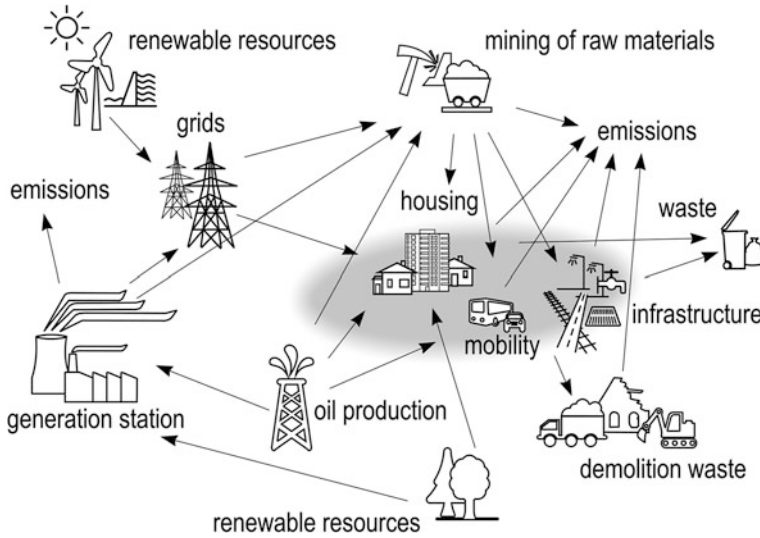 renewable resources
mining of raw materials
grids
emissions
emissions
housing
waste
infrastructure
mobility
generation station
oil production
demolition waste
renewable resources